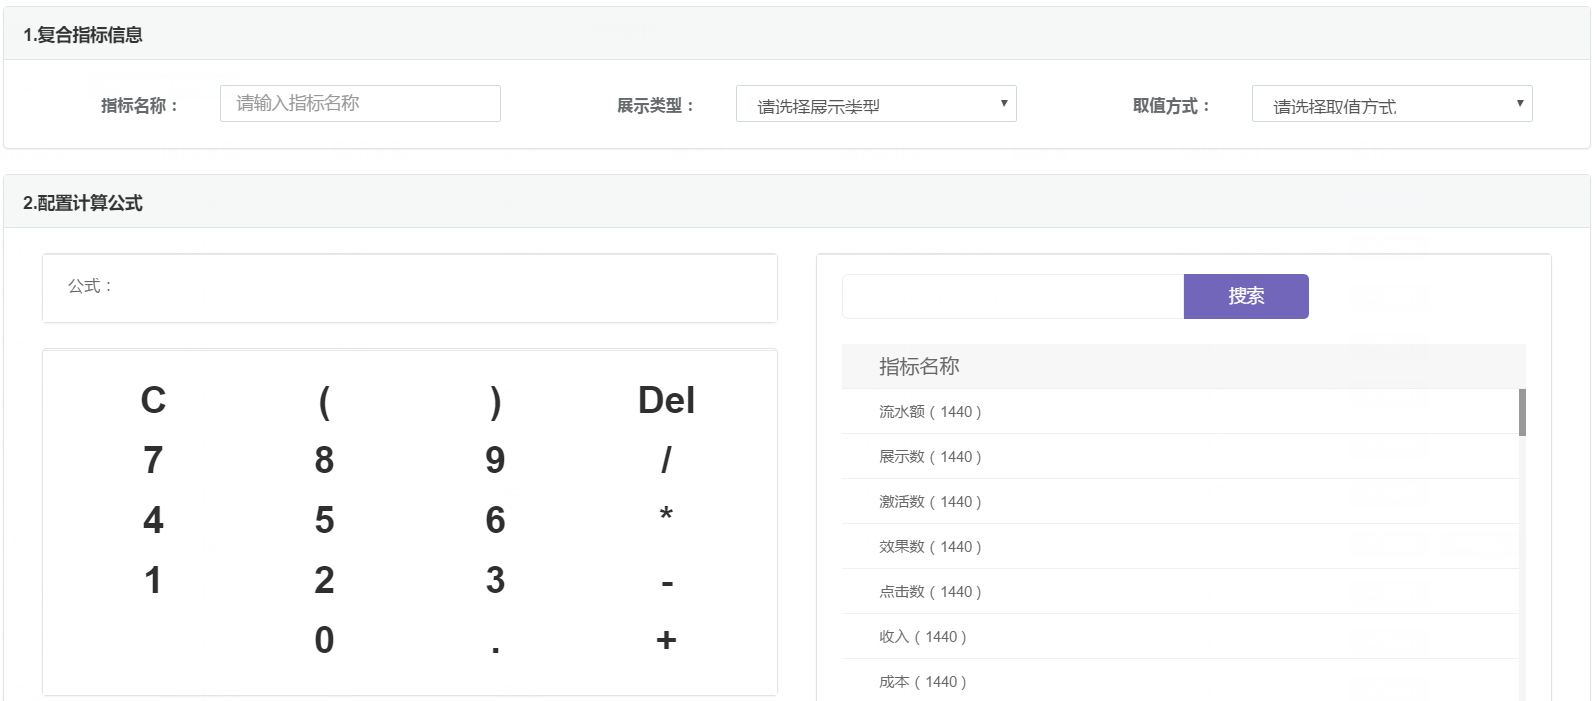 1.复合指标信息
指标名称： 请输入指标名称 展示类型： 请选择展示类型 取值方式： 请选择取值方式
2.配置计算公式
公式：
C ( ) Del
7 8 9 /
4 5 6 *
1 2 3 -
0 . +
搜索
指标名称
流水额（1440）
展示数（1440）
激活数（1440）
效果数（1440）
点击数（1440）
收入（1440）
成本（1440）